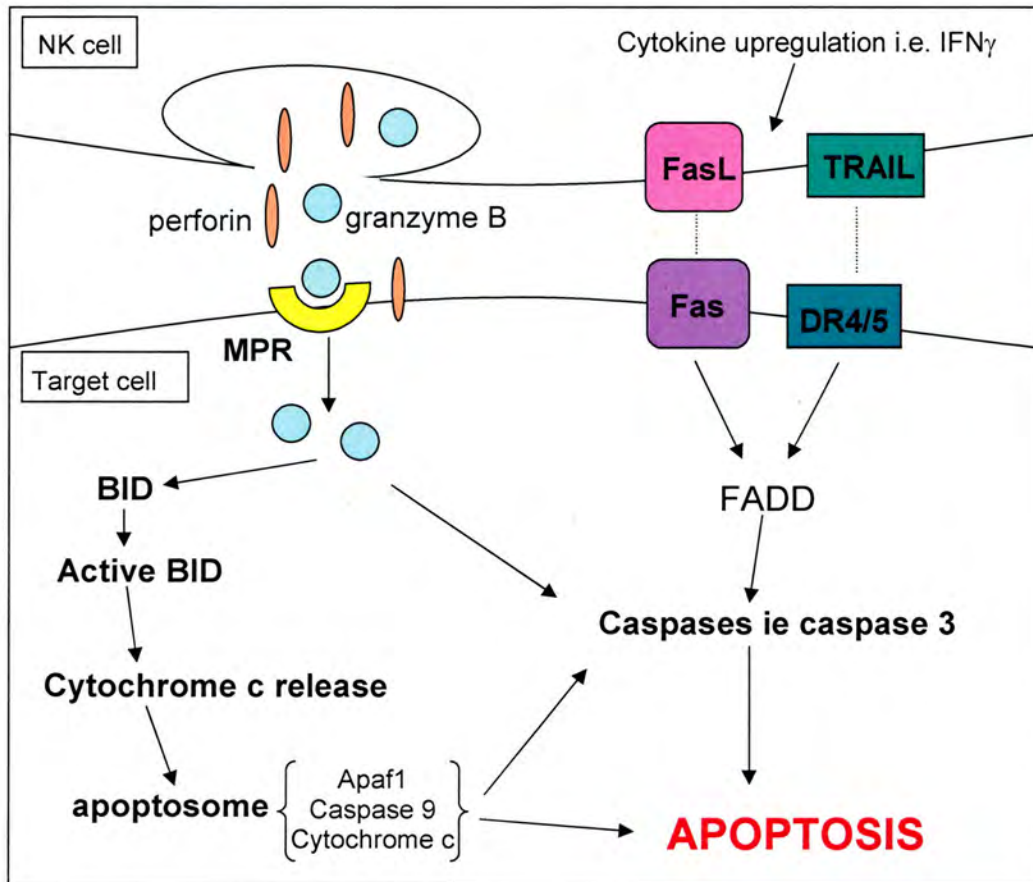 NK cell
Cytokine upregulation i.e. IFNγ
FasL
TRAIL
perforin
granzyme B
Fas
DR4/5
MPR
Target cell
BID
FADD
Active BID
Caspases ie caspase 3
Cytochrome c release
apoptosome
Apaf1
Caspase 9
Cytochrome c
APOPTOSIS